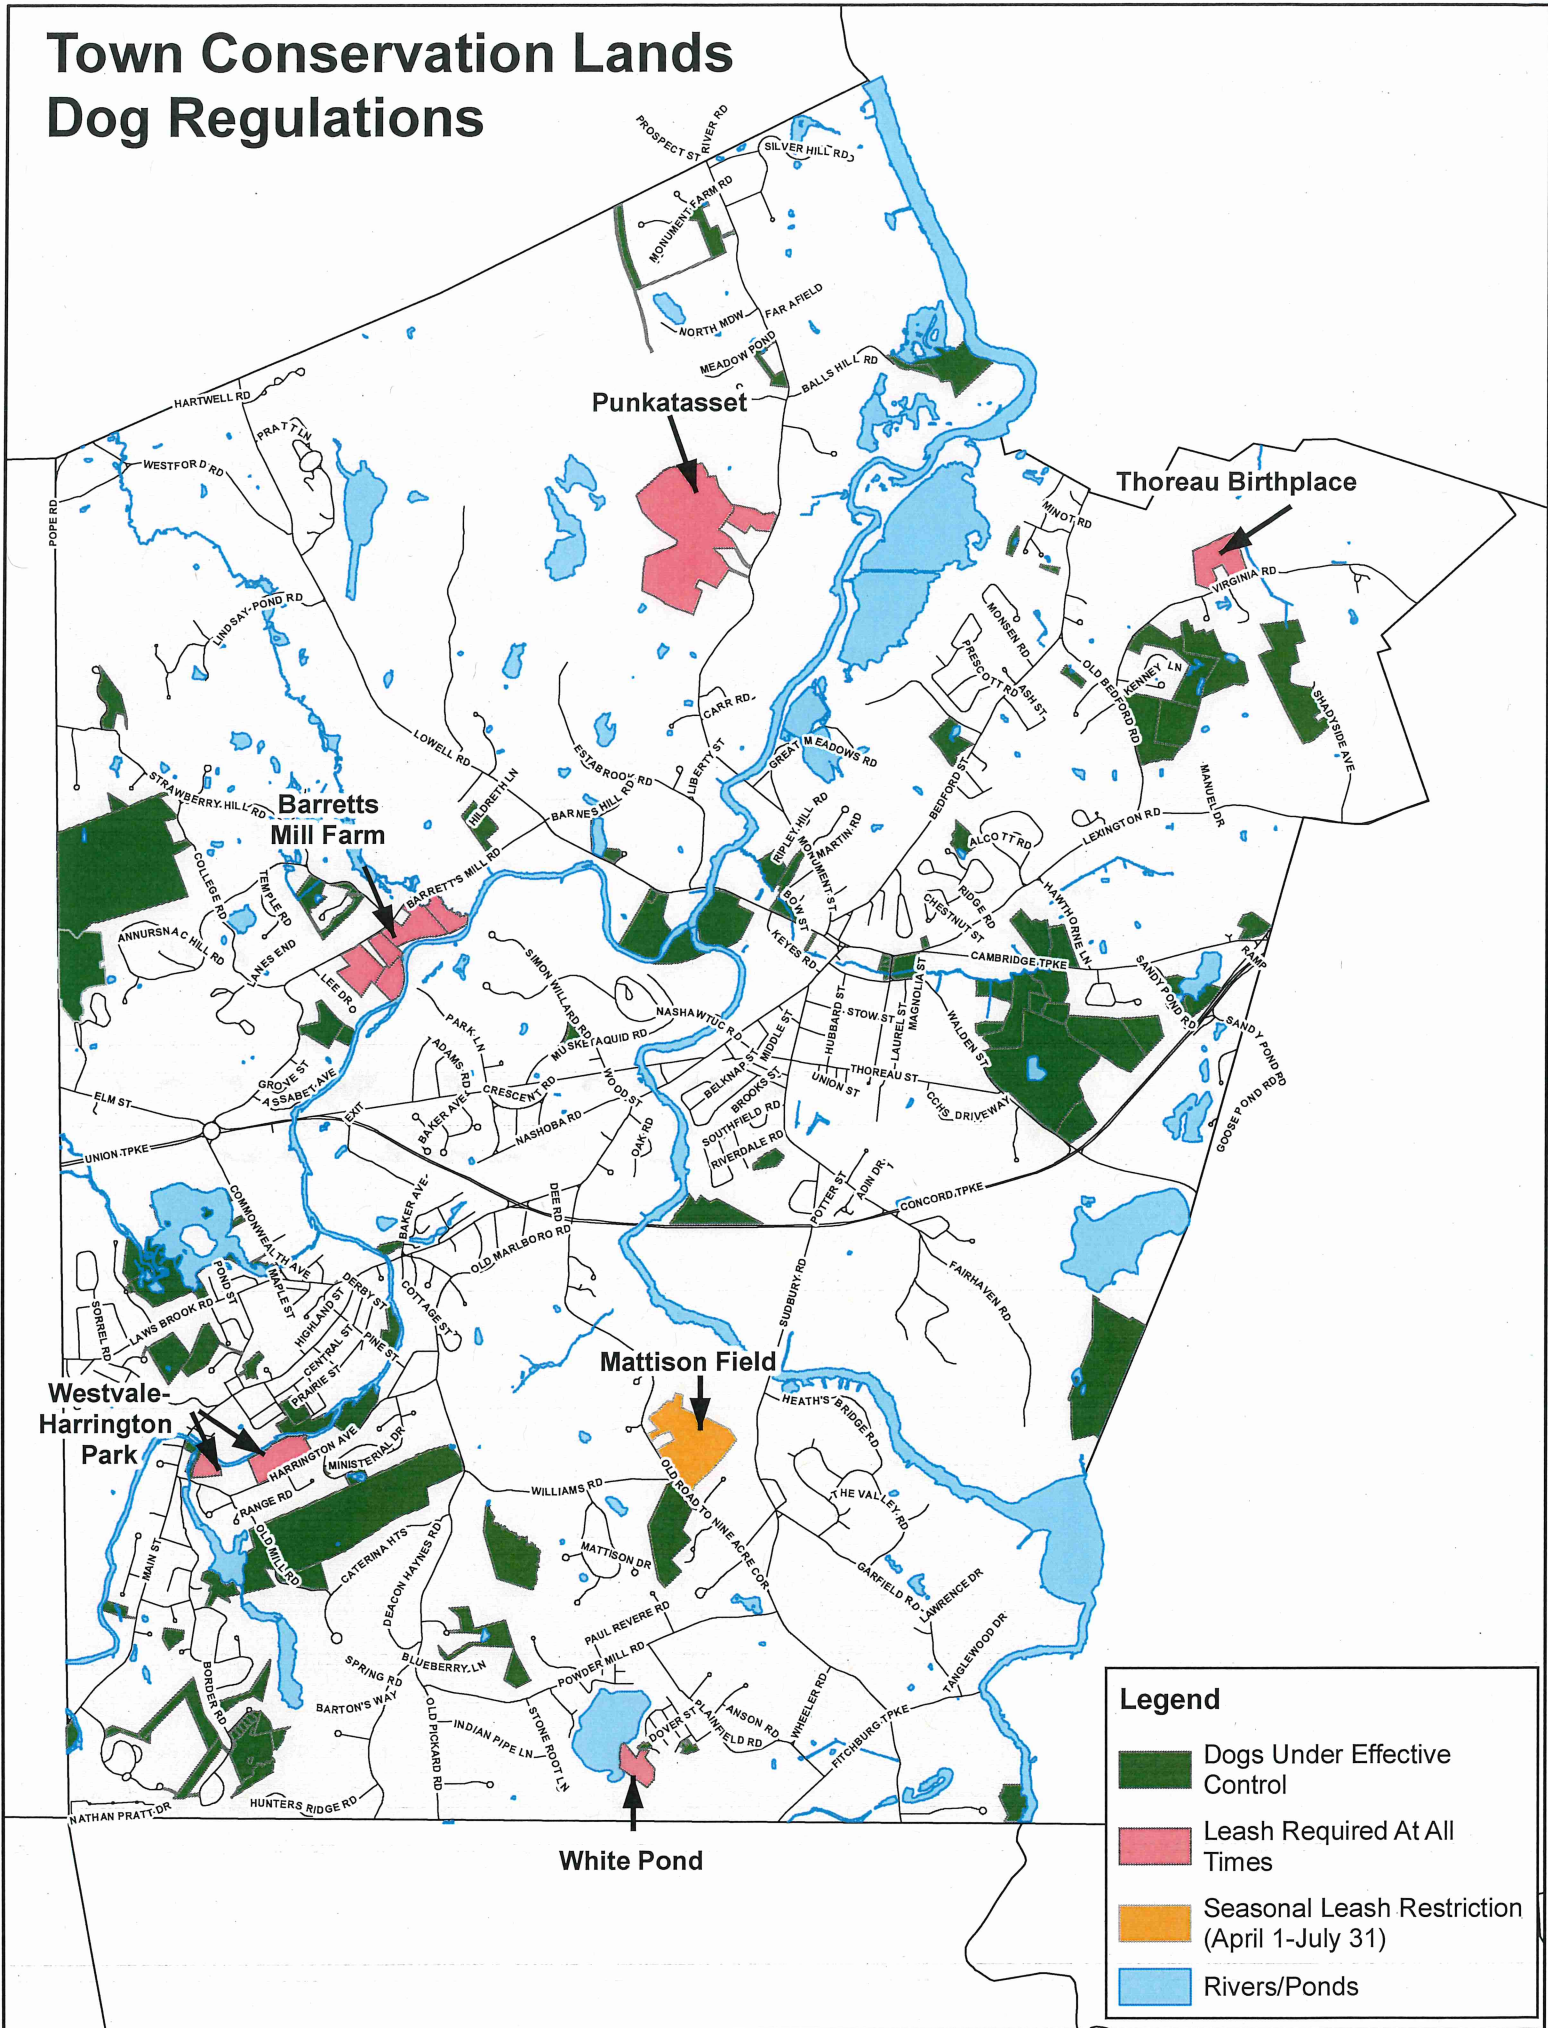 Town Conservation Lands
Dog Regulations
PROSPECT ST
RIVER RD
SILVER HILL RD
MONUMENT FARM RD
NORTH MDW
FAR AFIELD
MEADOW POND
BALLS HILL RD
HARTWELL RD
PRATT LN
WESTFORD RD
POPE RD
Punkatasset
Thoreau Birthplace
MINOT RD
VIRGINIA RD
LINDSAY POND RD
MONSEN RD
PRESCOTT RD
ASH ST
OLD BEDFORD RD
KENNEY LN
SHADYSIDE AVE
MANUEL DR
CARR RD
LOWELL RD
ESTABROOK RD
LIBERTY ST
GREAT MEADOWS RD
BEDFORD ST
STRAWBERRY HILL RD
Barretts
Mill Farm
HILDRETH LN
BARNES HILL RD
RIPLEY HILL RD
MARTIN RD
MONUMENT ST
ALCOTT RD
LEXINGTON RD
COLLEGE RD
TEMPLE RD
BARRETT'S MILL RD
BOW ST
RIDGE RD
CHESTNUT ST
HAWTHORNE LN
ANNURSNAC HILL RD
LANES END
LEE DR
SIMON WILLARD RD
KEYES RD
CAMBRIDGE TPKE
SANDY POND RD
RAMP
SANDY POND RD
GOOSE POND RD
PARK LN
NASHAWTUC RD
MUSKETAQUID RD
MIDDLE ST
HUBBARD ST
STOW ST
LAUREL ST
MAGNOLIA ST
WALDEN ST
ADAMS RD
CRESCENT RD
WOOD ST
BELKNAP ST
BROOKS ST
THOREAU ST
UNION ST
CCHS DRIVEWAY
GROVE ST
ASSABET AVE
ELM ST
EXIT
BAKER AVE
NASHOBA RD
OAK RD
SOUTHFIELD RD
RIVERDALE RD
UNION TPKE
COMMONWEALTH AVE
BAKER AVE
DEER RD
OLD MARLBORO RD
POTTER ST
ADIN DR
CONCORD TPKE
FAIRHAVEN RD
SUDBURY RD
POND ST
MAPLE ST
DERBY ST
COTTAGE ST
SORREL RD
LAWS BROOK RD
HIGHLAND ST
CENTRAL ST
PINE ST
PRAIRIE ST
Westvale-
Harrington
Park
HARRINGTON AVE
MINISTERIAL DR
RANGE RD
OLD MILL RD
MAIN ST
CATERINA HTS
DEACON HAYNES RD
Mattison Field
HEATH'S BRIDGE RD
THE VALLEY RD
WILLIAMS RD
OLD ROAD TO NINE ACRE COR
MATTISON DR
GARFIELD RD
LAWRENCE DR
TANGLEWOOD DR
PAUL REVERE RD
POWDER MILL RD
SPRING RD
BLUEBERRY LN
BARTON'S WAY
BORDER RD
OLD PICKARD RD
INDIAN PIPE LN
STONE ROOT LN
DOVER ST
PLAINFIELD RD
ANSON RD
WHEELER RD
FITCHBURG TPKE
NATHAN PRATT DR
HUNTERS RIDGE RD
White Pond
Legend
Dogs Under Effective
Control
Leash Required At All
Times
Seasonal Leash Restriction
(April 1-July 31)
Rivers/Ponds